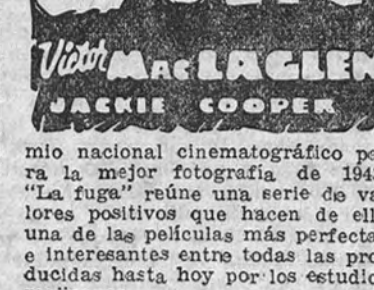 Victor MacLAGLEN
JACKIE COOPER
mio nacional cinematográfico pa
ra la mejor fotografía de 194
"La fuga" reúne una serie de va
lores positivos que hacen de ell
una de las películas más perfecta
e interesantes entre todas las pro
ducidas hasta hoy por los estudio